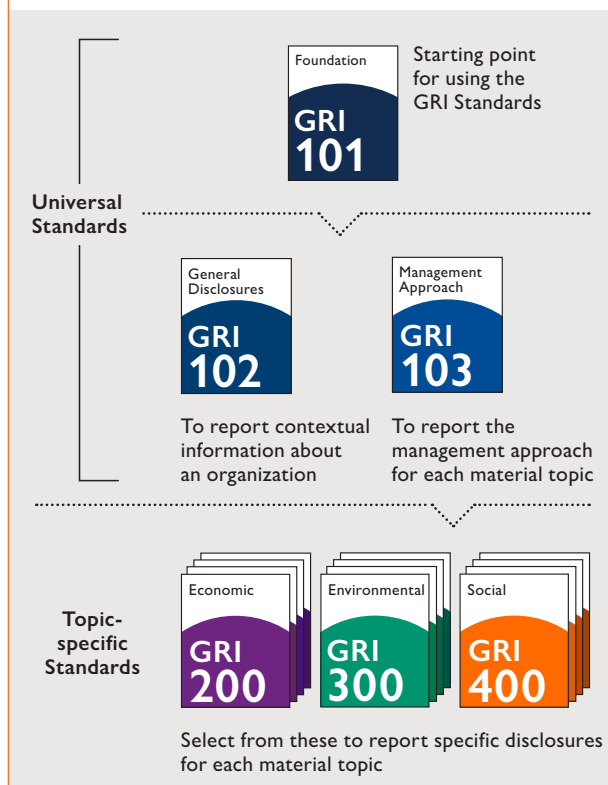 Foundation
GRI
101
Starting point
for using the
GRI Standards
Universal
Standards
General
Disclosures
GRI
102
Management
Approach
GRI
103
To report contextual
information about
an organization
To report the
management approach
for each material topic
Topic-
specific
Standards
Economic
GRI
200
Environmental
GRI
300
Social
GRI
400
Select from these to report specific disclosures
for each material topic